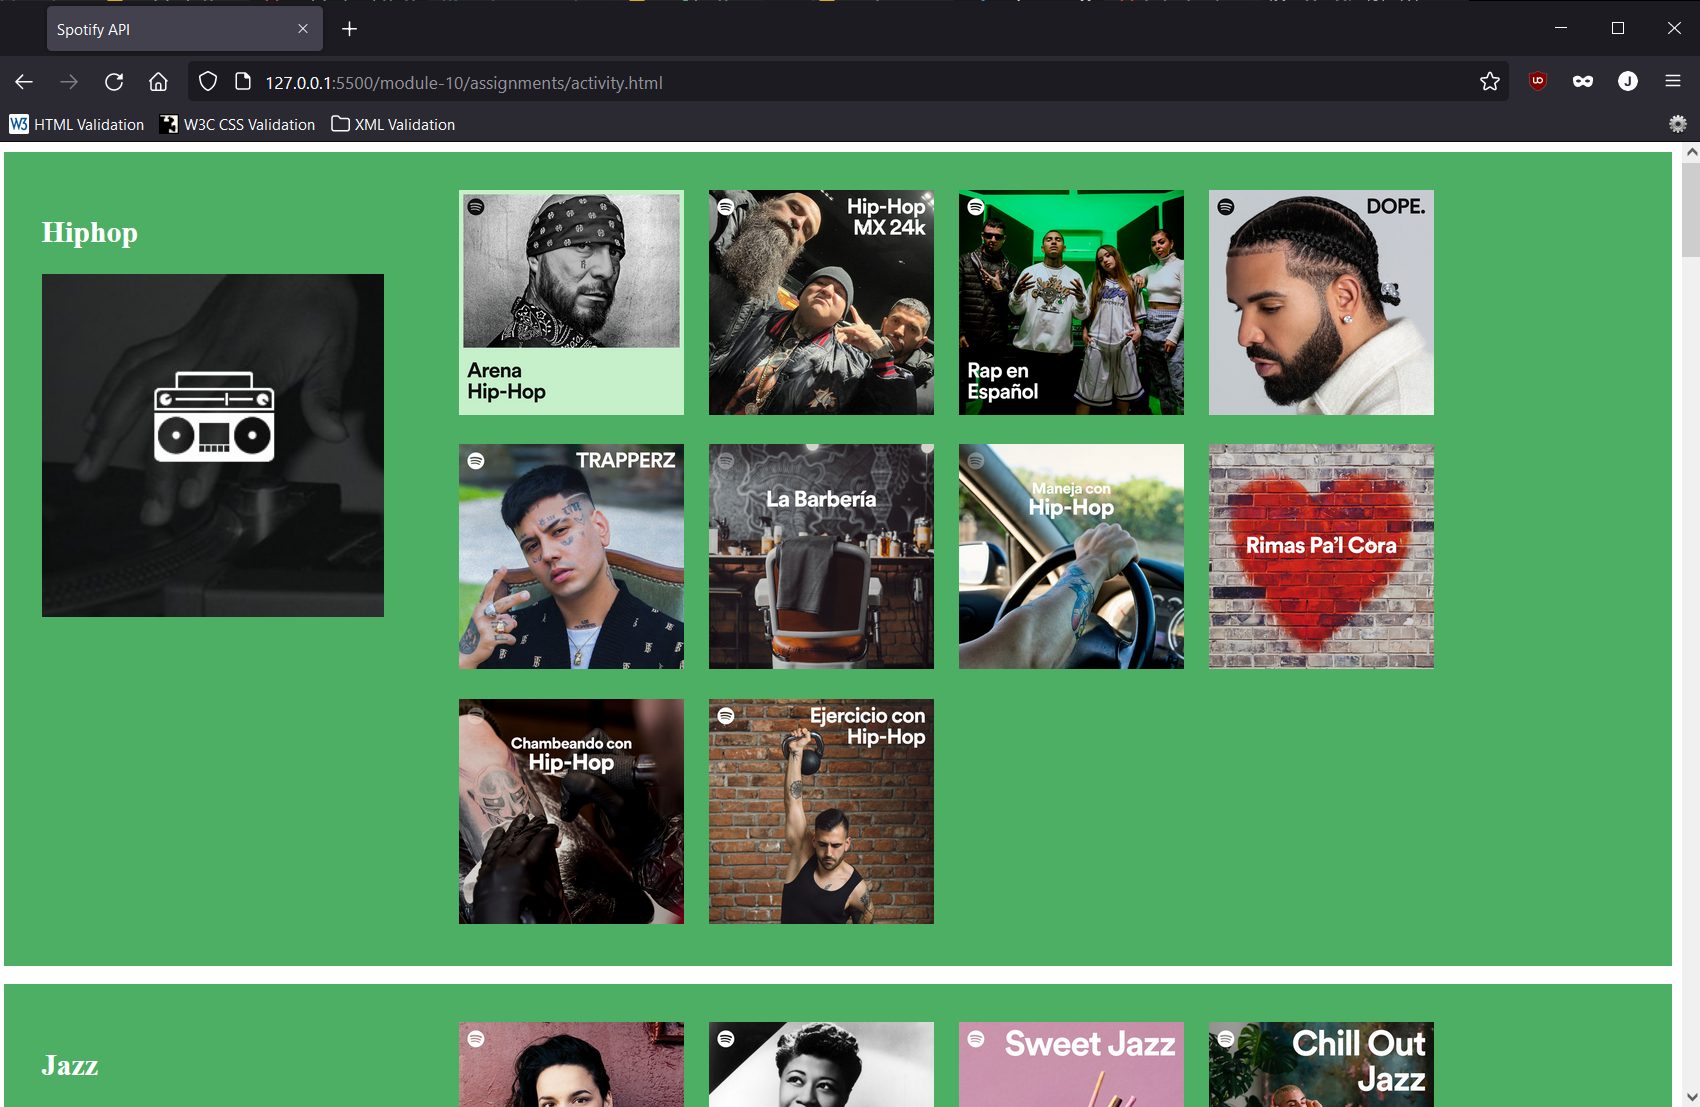 Spotify API
127.0.0.1:5500/module-10/assignments/activity.html
J
HTML Validation
W3C CSS Validation
XML Validation
Hiphop
Arena
Hip-Hop
Hip-Hop
MX 24k
Rap en
Español
DOPE.
TRAPPERZ
La Barbería
Maneja con
Hip-Hop
Rimas Pa'l Còra
Chambeando con
Hip-Hop
Ejercicio con
Hip-Hop
Jazz
Sweet Jazz
Chill Out
Jazz